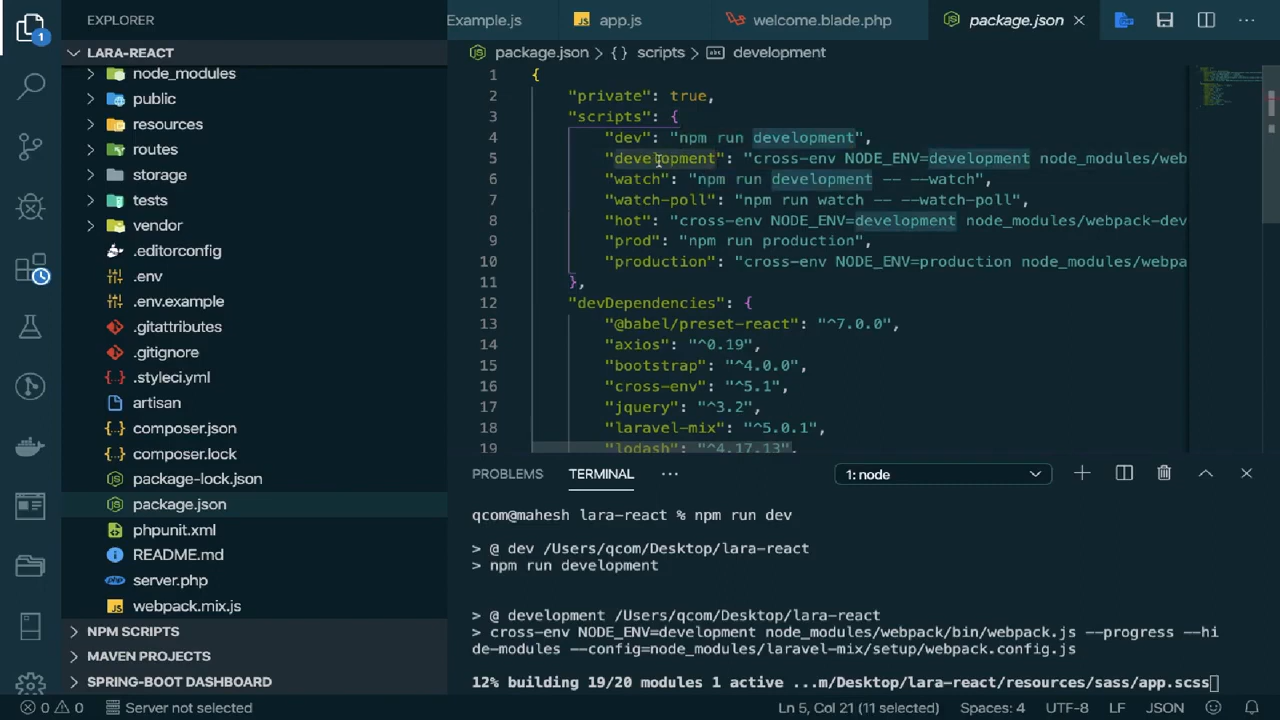 EXPLORER
Example.js
app.js
welcome.blade.php
package.json
1
LARA-REACT
node_modules
public
resources
routes
storage
tests
vendor
.editorconfig
.env
.env.example
.gitattributes
.gitignore
.styleci.yml
artisan
composer.json
composer.lock
package-lock.json
package.json
phpunit.xml
README.md
server.php
webpack.mix.js
NPM SCRIPTS
MAVEN PROJECTS
SPRING-BOOT DASHBOARD
package.json > {} scripts > abc development
1 {
2 "private": true,
3 "scripts": {
4 "dev": "npm run development",
5 "development": "cross-env NODE_ENV=development node_modules/web
6 "watch": "npm run development -- --watch",
7 "watch-poll": "npm run watch -- --watch-poll",
8 "hot": "cross-env NODE_ENV=development node_modules/webpack-dev
9 "prod": "npm run production",
10 "production": "cross-env NODE_ENV=production node_modules/webpa
11 },
12 "devDependencies": {
13 "@babel/preset-react": "^7.0.0",
14 "axios": "^0.19",
15 "bootstrap": "^4.0.0",
16 "cross-env": "^5.1",
17 "jquery": "^3.2",
18 "laravel-mix": "^5.0.1",
19 "lodash": "^4.17.13",
PROBLEMS TERMINAL ... 1: node
qcom@mahesh lara-react % npm run dev
> @ dev /Users/qcom/Desktop/lara-react
> npm run development
> @ development /Users/qcom/Desktop/lara-react
> cross-env NODE_ENV=development node_modules/webpack/bin/webpack.js --progress --hi
de-modules --config=node_modules/laravel-mix/setup/webpack.config.js
12% building 19/20 modules 1 active ...m/Desktop/lara-react/resources/sass/app.scss
0 0 Server not selected Ln 5, Col 21 (11 selected) Spaces: 4 UTF-8 LF JSON